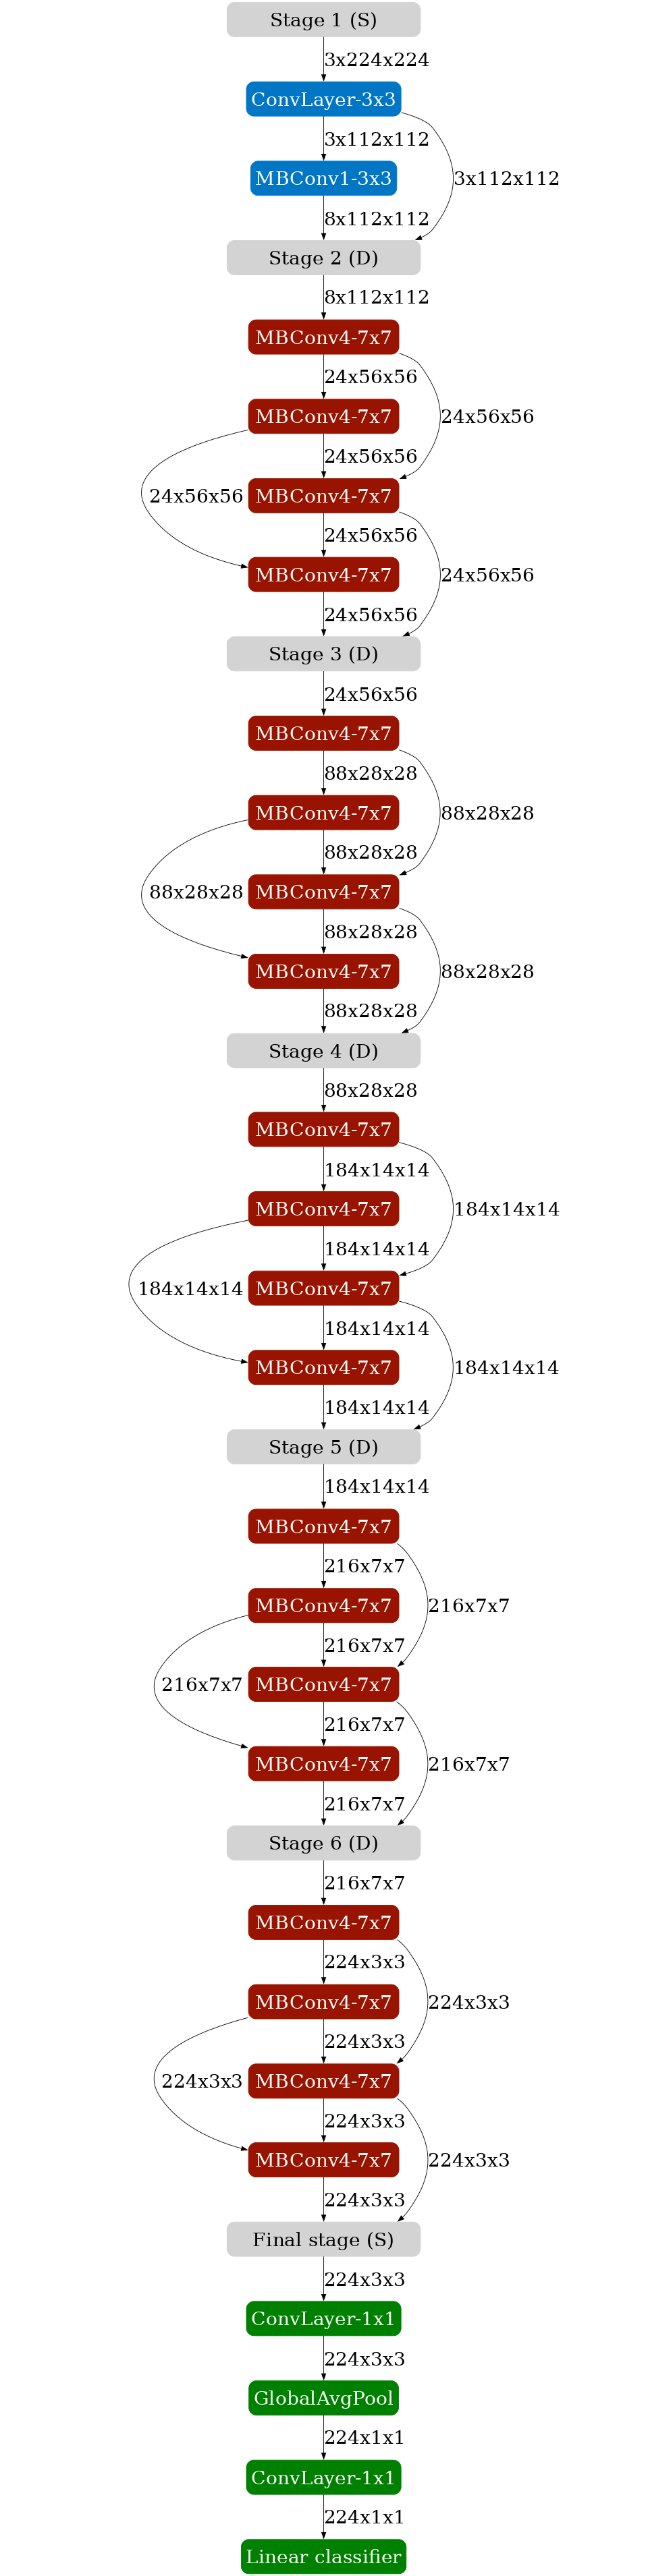 Stage 1 (S)
3x224x224
ConvLayer-3x3
3x112x112
MBConv1-3x3
3x112x112
8x112x112
Stage 2 (D)
8x112x112
MBConv4-7x7
24x56x56
MBConv4-7x7
24x56x56
24x56x56
MBConv4-7x7
24x56x56
24x56x56
MBConv4-7x7
24x56x56
24x56x56
Stage 3 (D)
24x56x56
MBConv4-7x7
88x28x28
MBConv4-7x7
88x28x28
88x28x28
MBConv4-7x7
88x28x28
88x28x28
MBConv4-7x7
88x28x28
88x28x28
Stage 4 (D)
88x28x28
MBConv4-7x7
184x14x14
MBConv4-7x7
184x14x14
184x14x14
MBConv4-7x7
184x14x14
184x14x14
MBConv4-7x7
184x14x14
184x14x14
Stage 5 (D)
184x14x14
MBConv4-7x7
216x7x7
MBConv4-7x7
216x7x7
216x7x7
MBConv4-7x7
216x7x7
216x7x7
MBConv4-7x7
216x7x7
216x7x7
Stage 6 (D)
216x7x7
MBConv4-7x7
224x3x3
MBConv4-7x7
224x3x3
224x3x3
MBConv4-7x7
224x3x3
224x3x3
MBConv4-7x7
224x3x3
224x3x3
Final stage (S)
224x3x3
ConvLayer-1x1
224x3x3
GlobalAvgPool
224x1x1
ConvLayer-1x1
224x1x1
Linear classifier